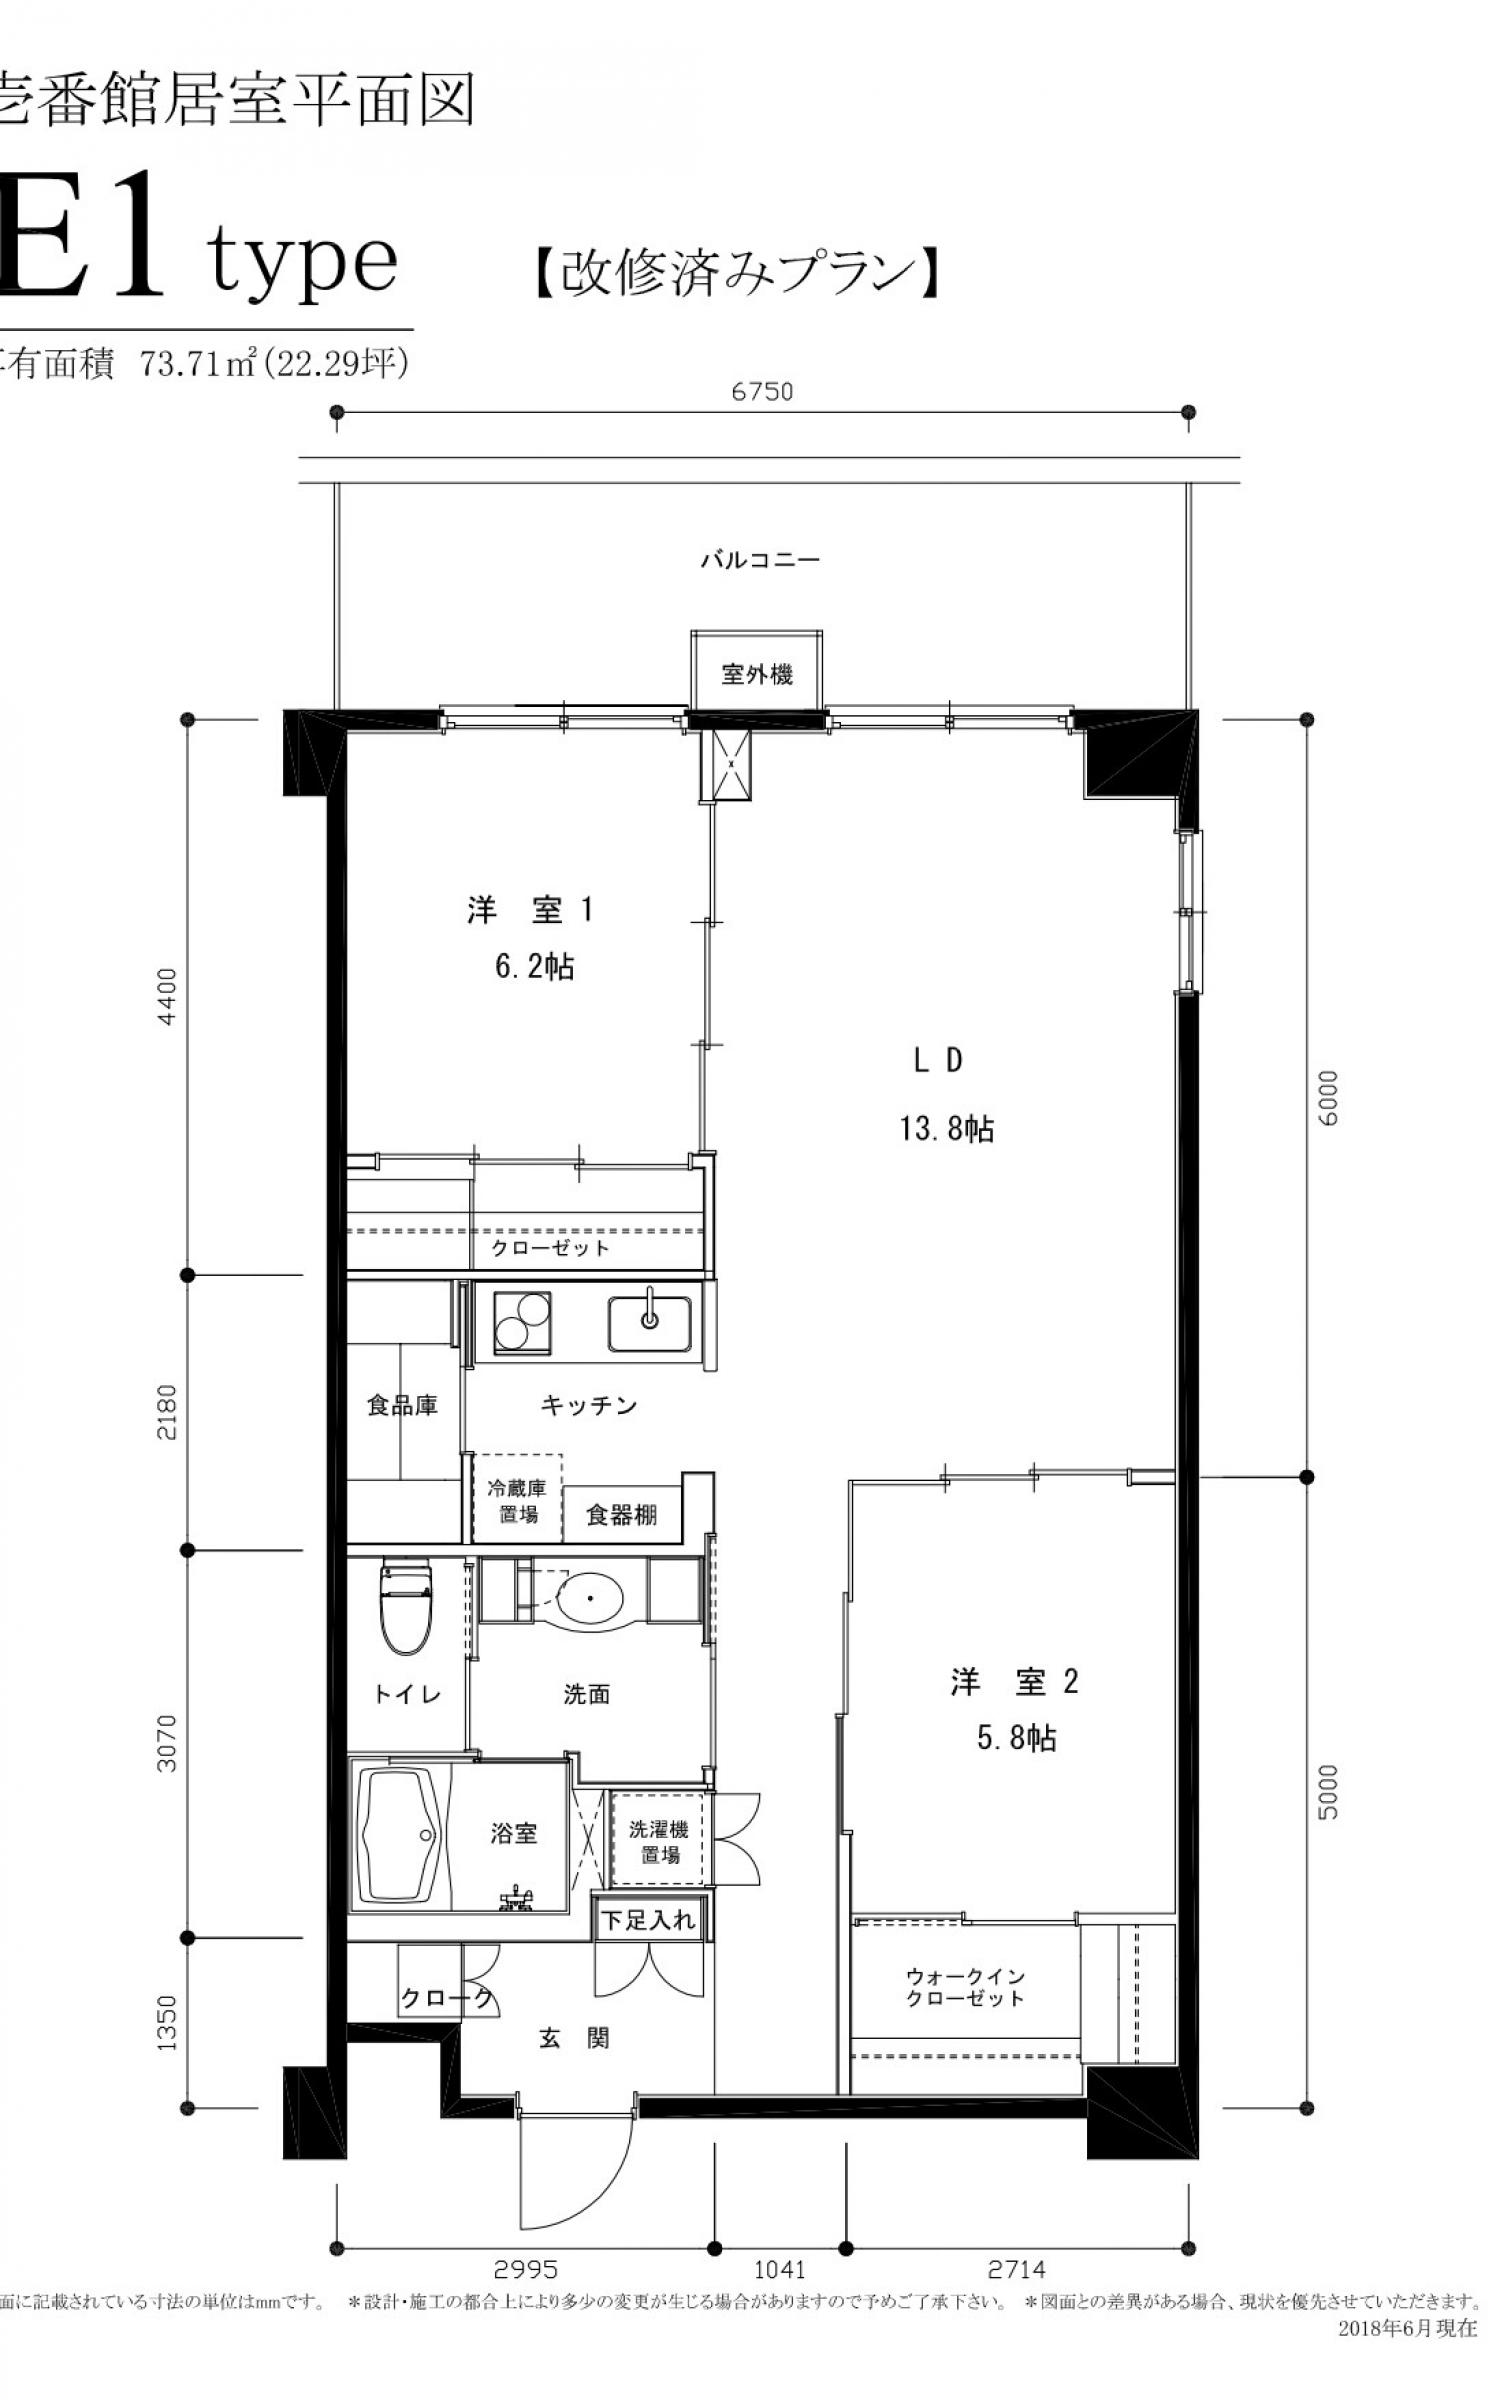 壱番館居室平面図
E1 type 【改修済みプラン】
専有面積 73.71㎡(22.29坪)
6750
バルコニー
室外機
洋 室 1
6.2帖
4400
ＬＤ
13.8帖
6000
クローゼット
食品庫
キッチン
2180
冷蔵庫
置場
食器棚
トイレ
洗面
洋 室 2
5.8帖
3070
浴室
洗濯機
置場
5000
下足入れ
クローク
ウォークイン
クローゼット
玄 関
1350
2995
1041
2714
面に記載されている寸法の単位はmmです。 ＊設計・施工の都合上により多少の変更が生じる場合がありますので予めご了承下さい。 ＊図面との差異がある場合、現状を優先させていただきます。
2018年6月現在